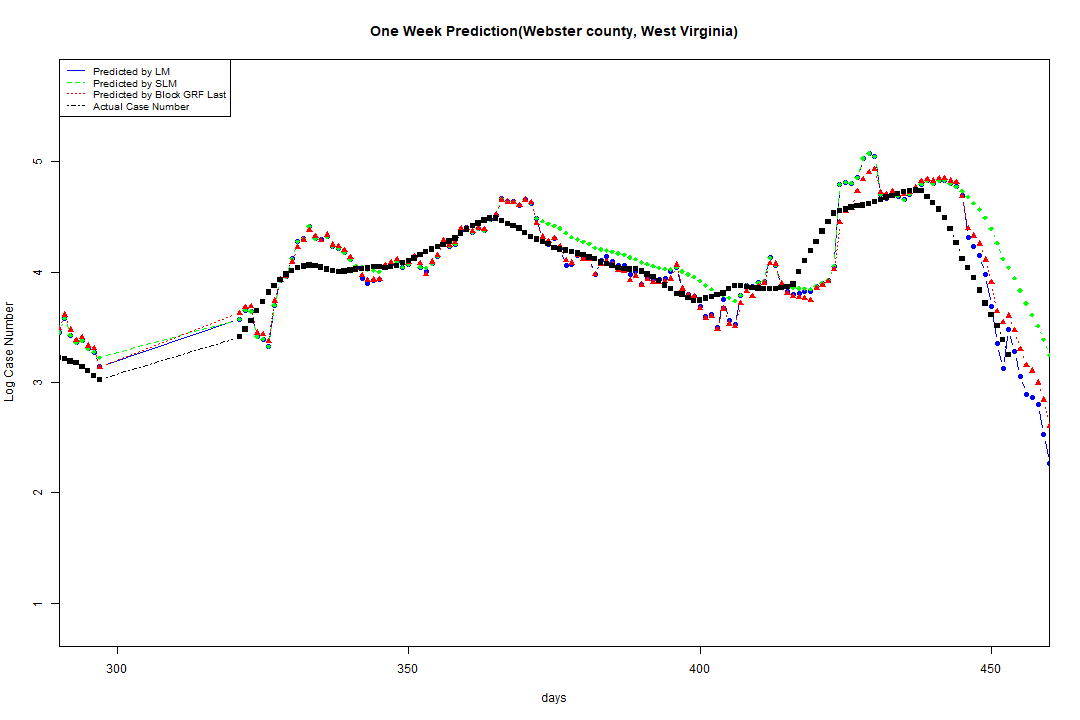 One Week Prediction(Webster county, West Virginia)
Predicted by LM
Predicted by SLM
Predicted by Block GRF Last
Actual Case Number
5
4
3
2
1
Log Case Number
300 350 400 450
days